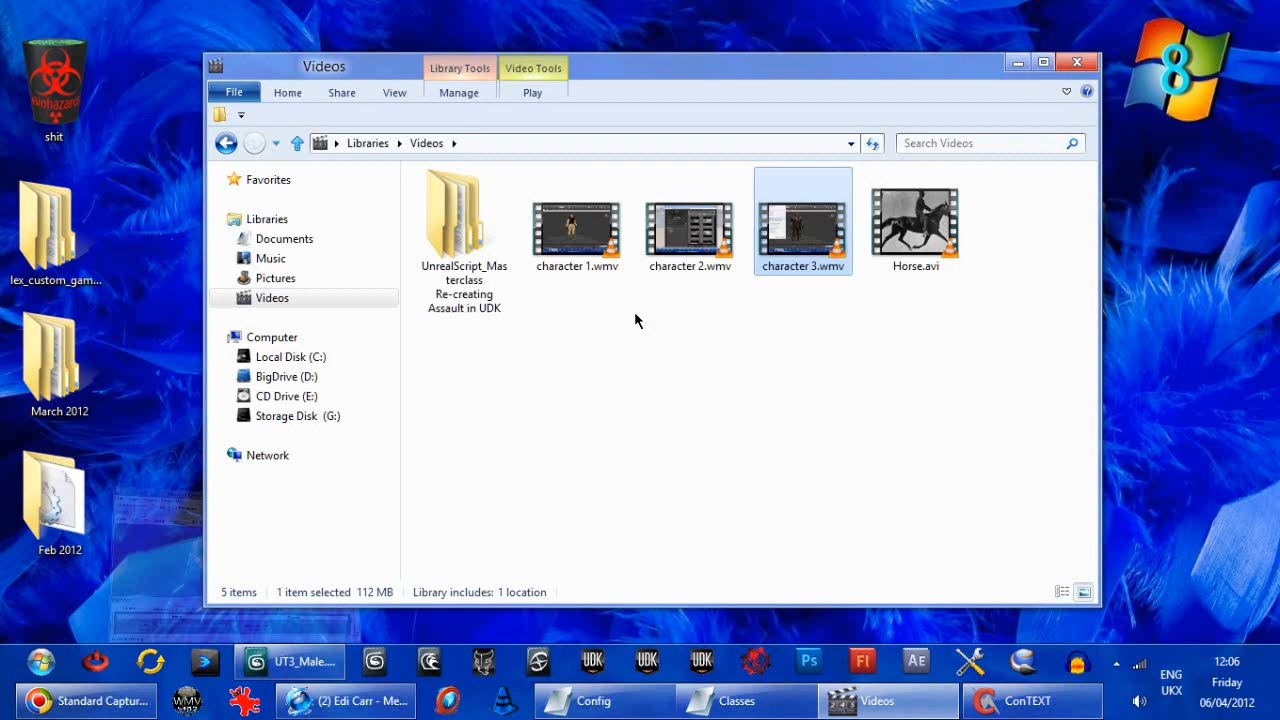 8
biohazard
shit
lex_custom_gam...
March 2012
Feb 2012
Videos
Library Tools
Video Tools
File
Home
Share
View
Manage
Play
Libraries
Videos
Search Videos
Favorites
Libraries
Documents
Music
Pictures
Videos
Computer
Local Disk (C:)
BigDrive (D:)
CD Drive (E:)
Storage Disk (G:)
Network
UnrealScript_Mas
terclass
Re-creating
Assault in UDK
character 1.wmv
character 2.wmv
character 3.wmv
Horse.avi
5 items
1 item selected 112 MB
Library includes: 1 location
UT3_Male....
UDK
UDK
UDK
Ps
Fl
AE
ENG
UKX
12:06
Friday
06/04/2012
Standard Captur...
WMV
(2) Edi Carr - Me...
Config
Classes
Videos
ConTEXT